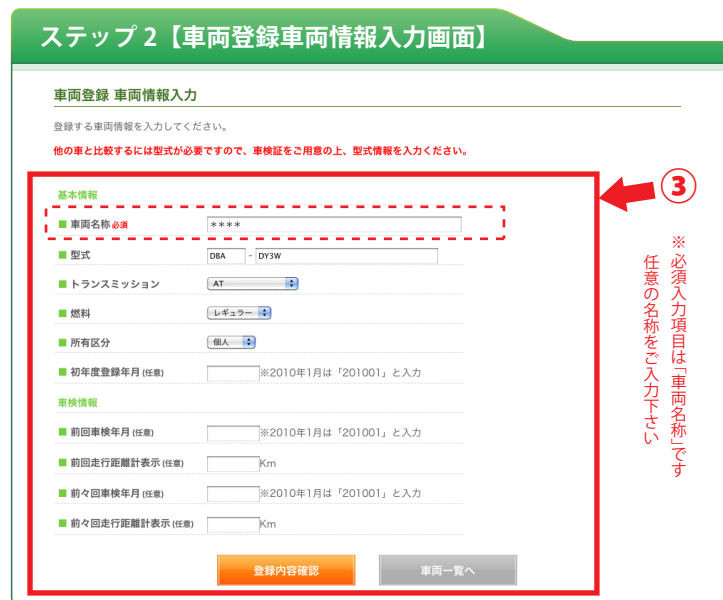 ステップ 2【車両登録車両情報入力画面】
車両登録 車両情報入力
登録する車両情報を入力してください。
他の車と比較するには型式が必要ですので、車検証をご用意の上、型式情報を入力ください。
③
※必須入力項目は「車両名称」です
任意の名称をご入力下さい
基本情報
車両名称 必須 ****
型式 DBA - DY3W
トランスミッション AT
燃料 レギュラー
所有区分 個人
初年度登録年月 (任意) ※2010年1月は「201001」と入力
車検情報
前回車検年月 (任意) ※2010年1月は「201001」と入力
前回走行距離計表示 (任意) Km
前々回車検年月 (任意) ※2010年1月は「201001」と入力
前々回走行距離計表示 (任意) Km
登録内容確認 車両一覧へ